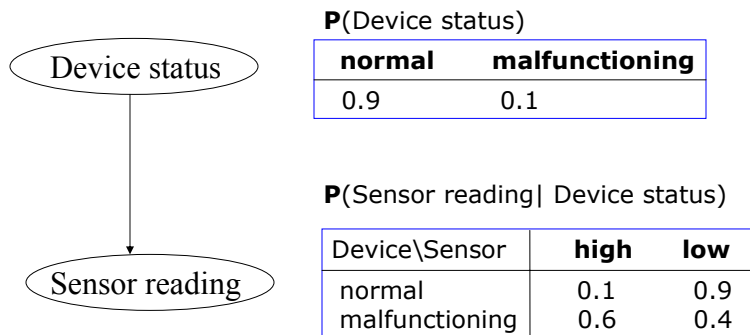 Device status
Sensor reading
P(Device status)
normal malfunctioning
0.9 0.1
P(Sensor reading| Device status)
Device\Sensor high low
normal 0.1 0.9
malfunctioning 0.6 0.4